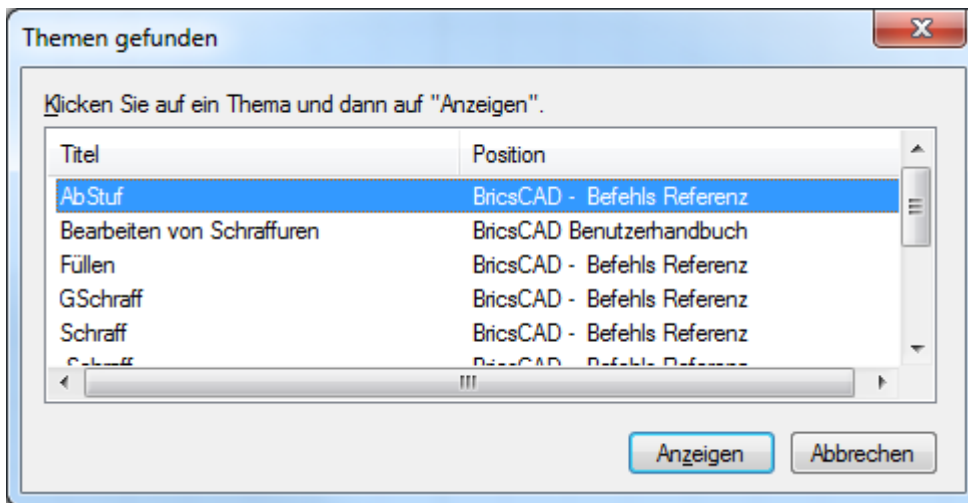 Themen gefunden
Klicken Sie auf ein Thema und dann auf "Anzeigen".
Titel Position
AbStuf BricsCAD - Befehls Referenz
Bearbeiten von Schraffuren BricsCAD Benutzerhandbuch
Füllen BricsCAD - Befehls Referenz
GSchraff BricsCAD - Befehls Referenz
Schraff BricsCAD - Befehls Referenz
Anzeigen Abbrechen